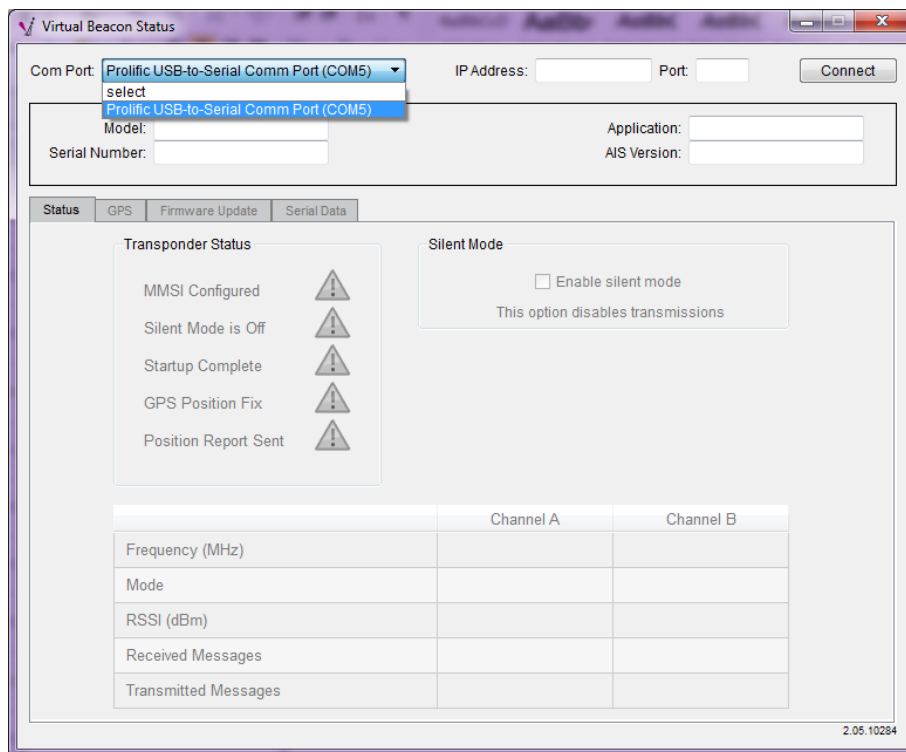 Virtual Beacon Status
Com Port: Prolific USB-to-Serial Comm Port (COM5) IP Address: Port: Connect
select
Prolific USB-to-Serial Comm Port (COM5)
Model: Application:
Serial Number: AIS Version:
Status GPS Firmware Update Serial Data
Transponder Status Silent Mode
MMSI Configured Enable silent mode
Silent Mode is Off This option disables transmissions
Startup Complete
GPS Position Fix
Position Report Sent
Channel A Channel B
Frequency (MHz)
Mode
RSSI (dBm)
Received Messages
Transmitted Messages
2.05.10284